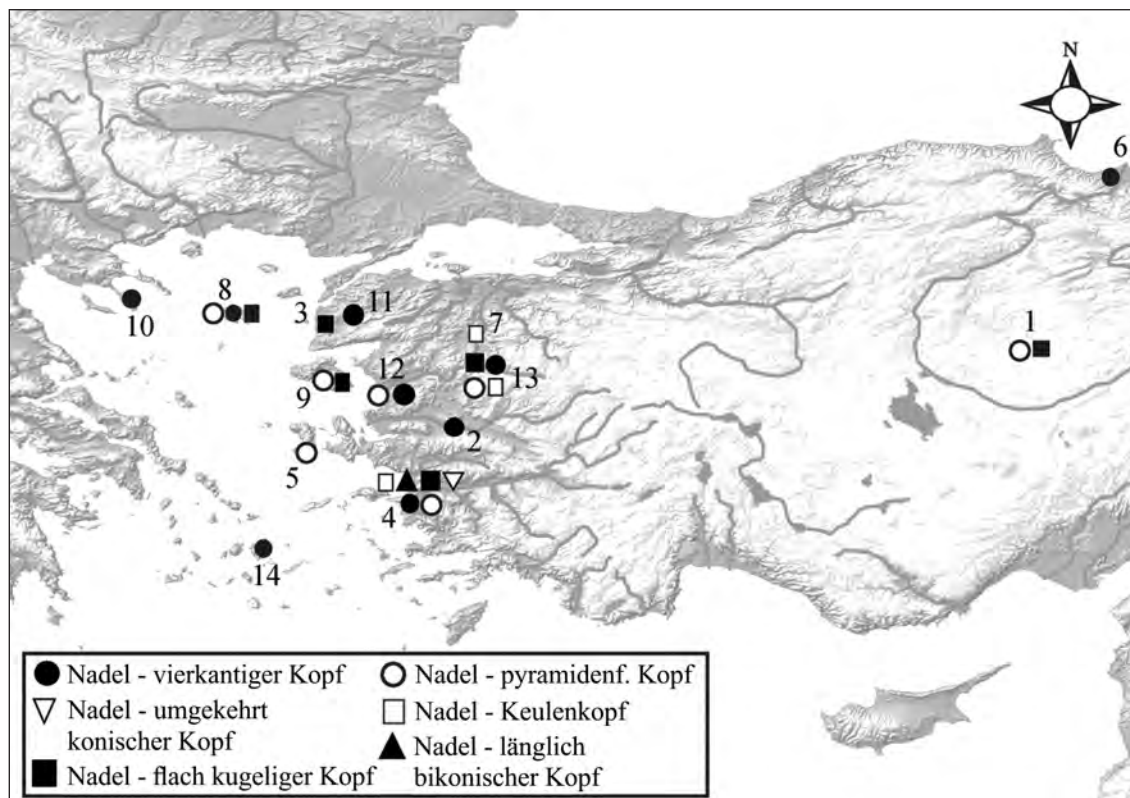 N
6
8
3
11
7
1
10
12
13
9
2
5
4
14
Nadel - vierkantiger Kopf
Nadel - umgekehrt
konischer Kopf
Nadel - flach kugeliger Kopf
Nadel - pyramidenf. Kopf
Nadel - Keulenkopf
Nadel - länglich
bikonischer Kopf